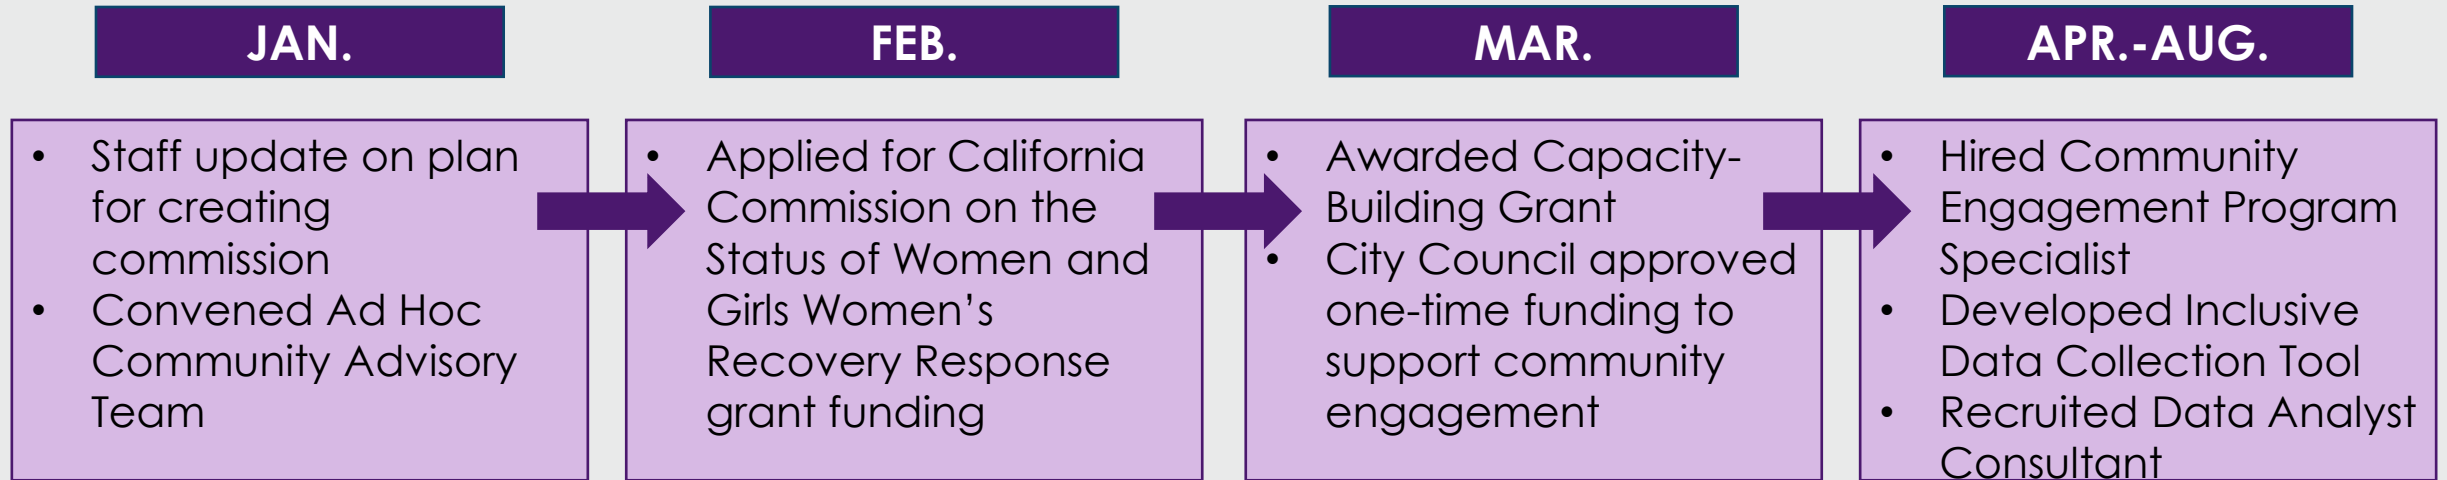 JAN.
• Staff update on plan
for creating
commission
• Convened Ad Hoc
Community Advisory
Team
FEB.
• Applied for California
Commission on the
Status of Women and
Girls Women’s
Recovery Response
grant funding
MAR.
• Awarded Capacity-
Building Grant
• City Council approved
one-time funding to
support community
engagement
APR.-AUG.
• Hired Community
Engagement Program
Specialist
• Developed Inclusive
Data Collection Tool
• Recruited Data Analyst
Consultant